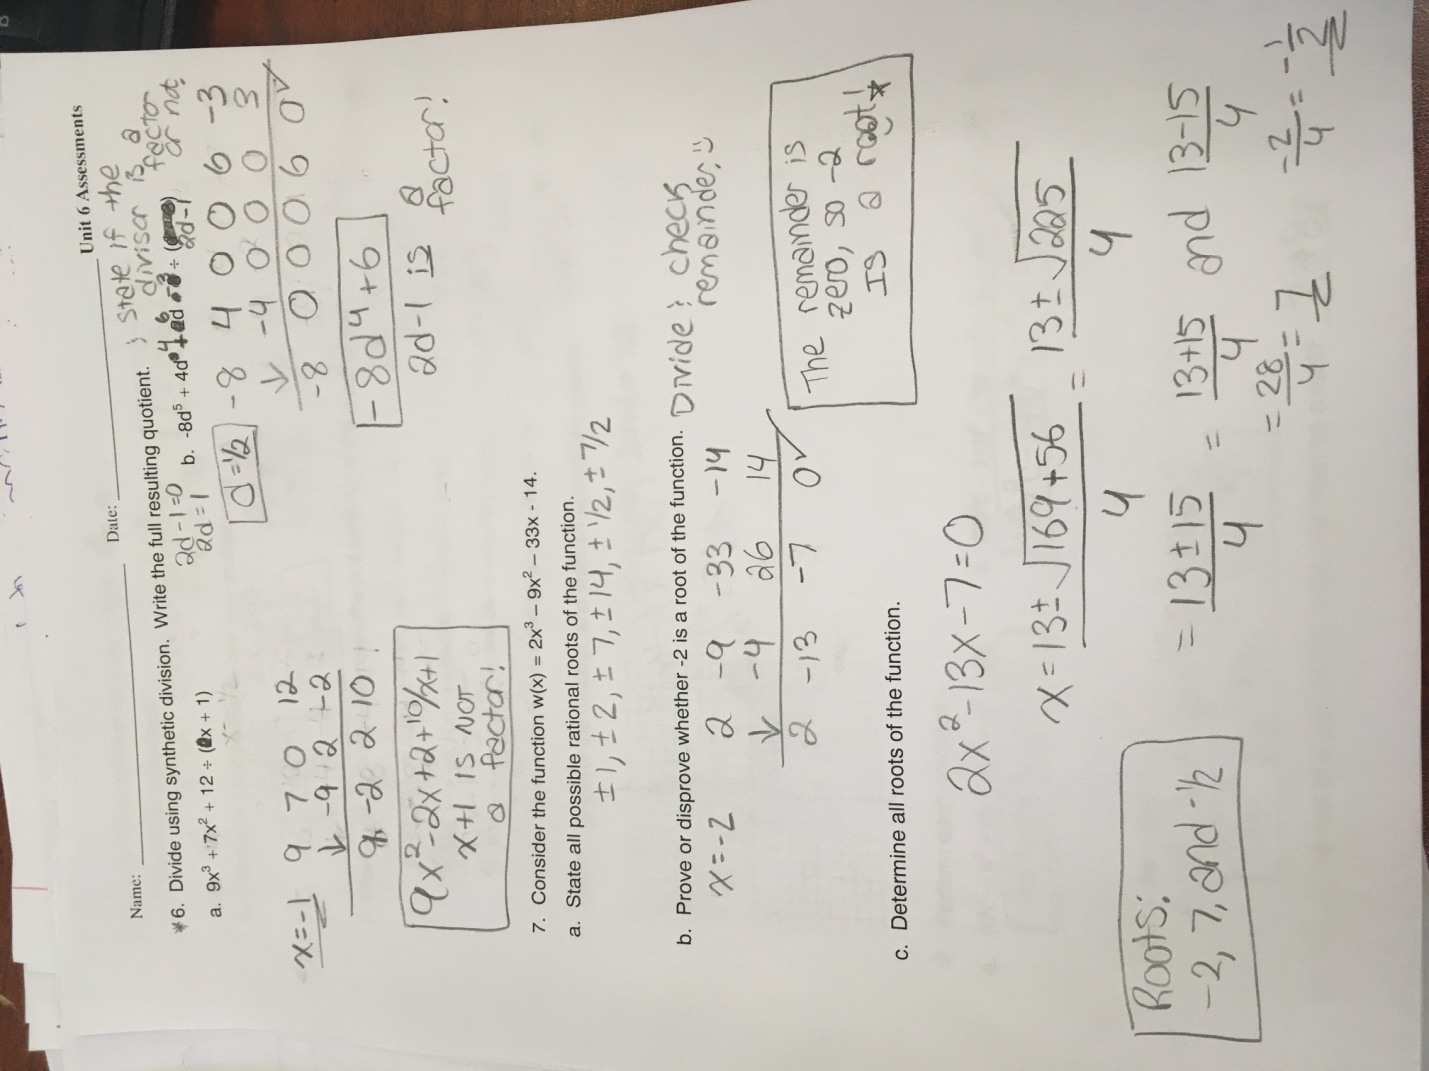 Name: ____________ Date: ____________ Unit 6 Assessments
*6. Divide using synthetic division. Write the full resulting quotient. & state if the
divisor is a
factor
or not.
a. 9x³ + 7x² + 12 ÷ (x + 1)
x=-1
9 7 0 12
↓ -9 2 -2
9 -2 2 10
9x²-2x+2+10/x+1
x+1 is NOT
a factor!
2d-1=0
2d=1
d=1/2
b. -8d⁵ + 4d⁴ + 6d - 3 ÷ (2d-1)
-8 4 0 0 6 -3
↓ -4 0 0 0 3
-8 0 0 0 6 0✓
-8d⁴+6
2d-1 is a
factor!
7. Consider the function w(x) = 2x³ – 9x² – 33x - 14.
a. State all possible rational roots of the function.
±1, ±2, ±7, ±14, ±1/2, ±7/2
b. Prove or disprove whether -2 is a root of the function. Divide & check
remainder. :)
x=-2
2 -9 -33 -14
↓ -4 26 14
2 -13 -7 0✓
The remainder is
zero, so -2
is a root! *
c. Determine all roots of the function.
2x²-13x-7=0
x = 13±√169+56 / 4 = 13±√225 / 4
= 13±15 / 4 = 13+15 / 4 and 13-15 / 4
= 28/4 = 7 -2/4 = -1/2
Roots:
-2, 7, and -1/2